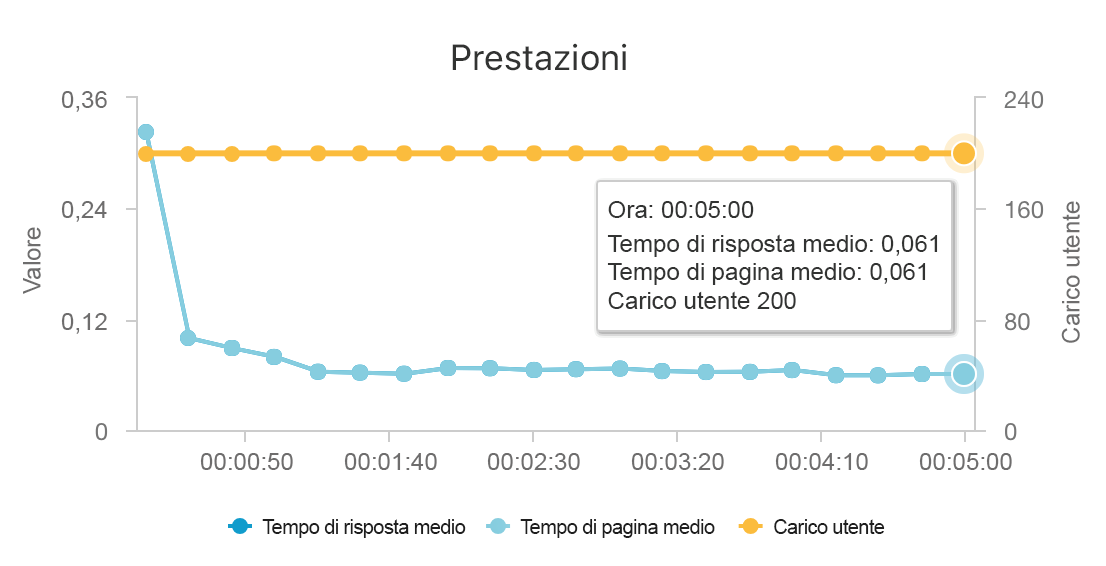 Prestazioni
0,36
0,24
0,12
0
Valore
240
160
80
0
Carico utente
Ora: 00:05:00
Tempo di risposta medio: 0,061
Tempo di pagina medio: 0,061
Carico utente 200
00:00:50 00:01:40 00:02:30 00:03:20 00:04:10 00:05:00
Tempo di risposta medio Tempo di pagina medio Carico utente